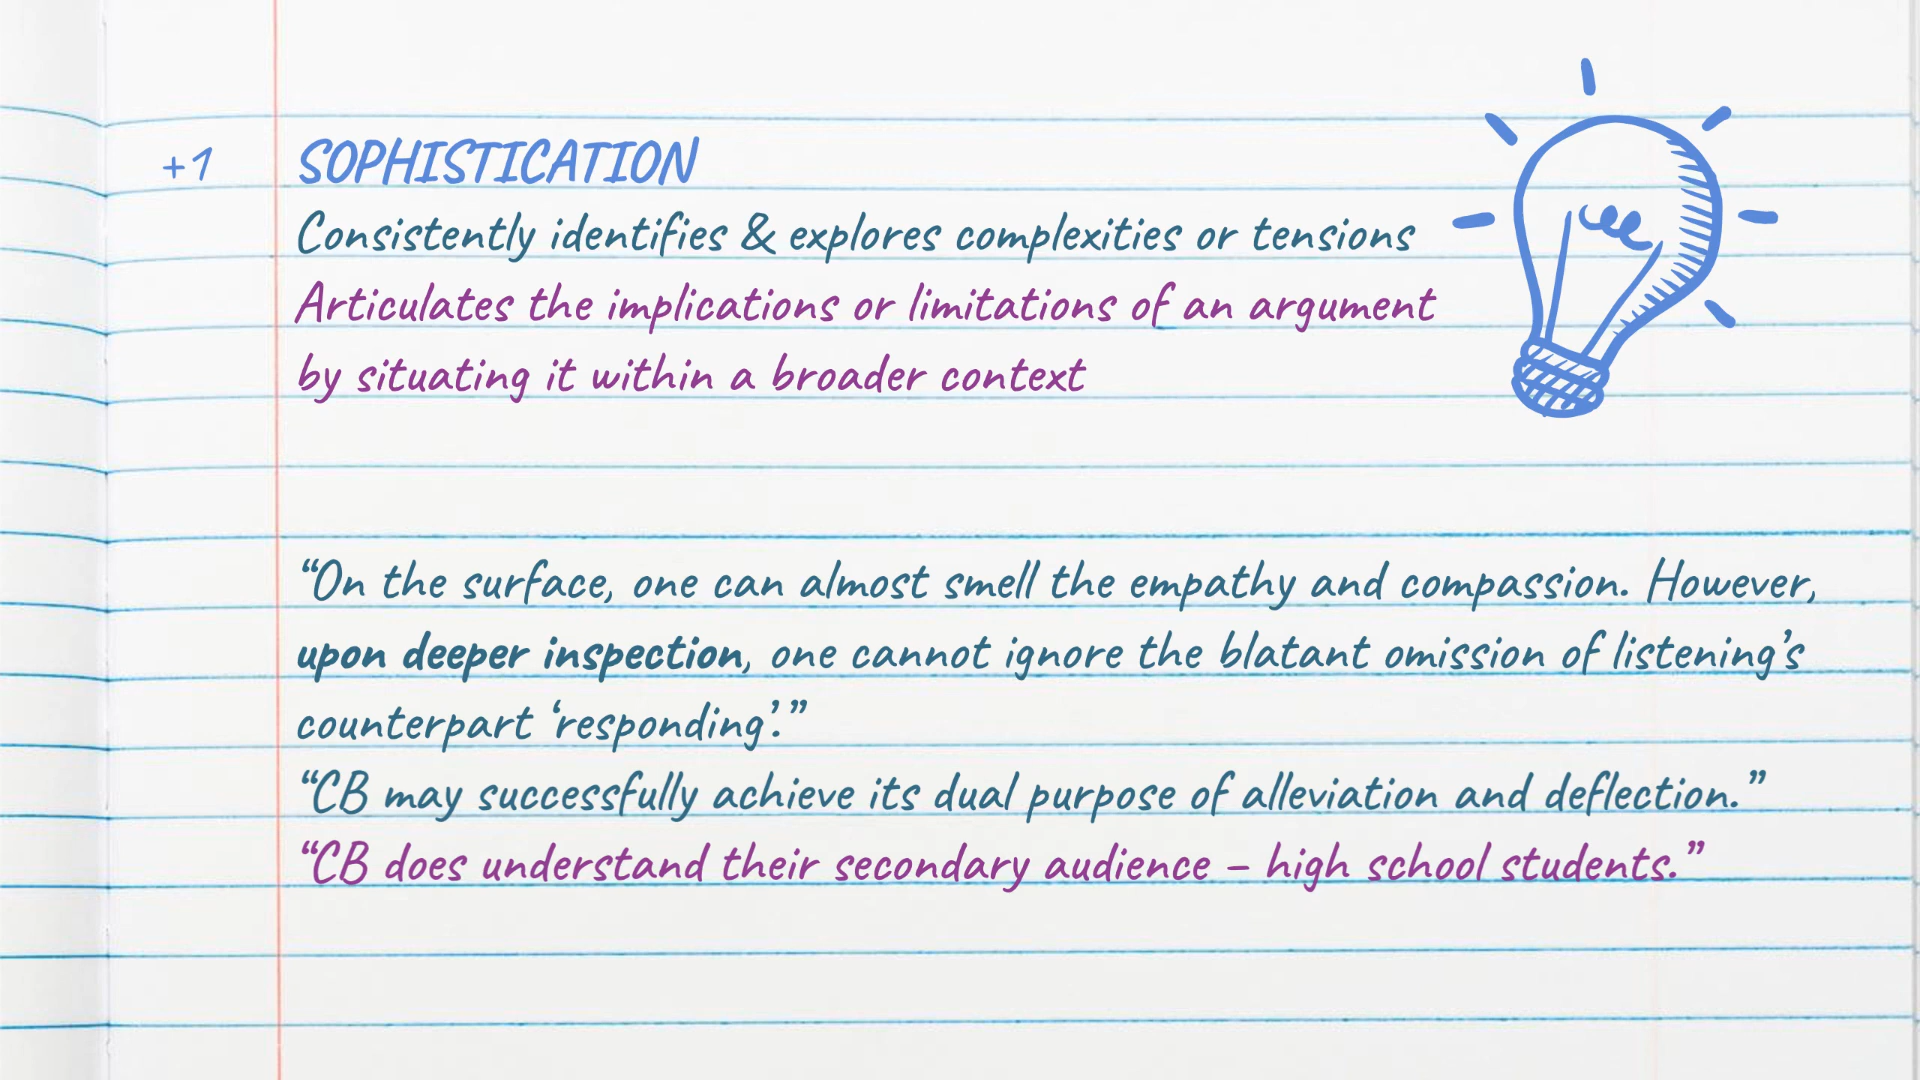 +1 SOPHISTICATION
Consistently identifies & explores complexities or tensions
Articulates the implications or limitations of an argument
by situating it within a broader context
“On the surface, one can almost smell the empathy and compassion. However,
upon deeper inspection, one cannot ignore the blatant omission of listening’s
counterpart ‘responding’.”
“CB may successfully achieve its dual purpose of alleviation and deflection.”
“CB does understand their secondary audience – high school students.”